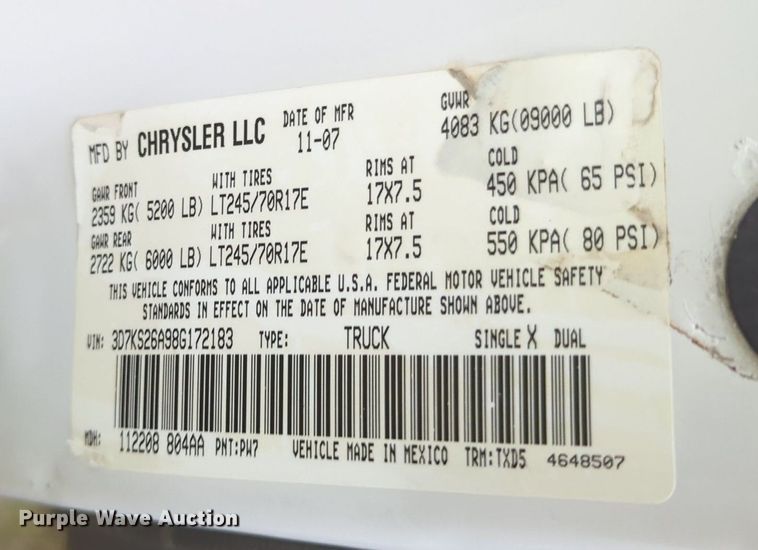 MFD BY CHRYSLER LLC DATE OF MFR 11-07 GVWR 4083 KG(09000 LB)
GAWR FRONT WITH TIRES RIMS AT COLD
2359 KG( 5200 LB) LT245/70R17E 17X7.5 450 KPA( 65 PSI)
GAWR REAR WITH TIRES RIMS AT COLD
2722 KG( 6000 LB) LT245/70R17E 17X7.5 550 KPA( 80 PSI)
THIS VEHICLE CONFORMS TO ALL APPLICABLE U.S.A. FEDERAL MOTOR VEHICLE SAFETY
STANDARDS IN EFFECT ON THE DATE OF MANUFACTURE SHOWN ABOVE.
VIN: 3D7KS26A98G172183 TYPE: TRUCK SINGLE X DUAL
MDH: 112208 804AA PNT:PW7 VEHICLE MADE IN MEXICO TRM:TXD5 4648507
Purple Wave Auction